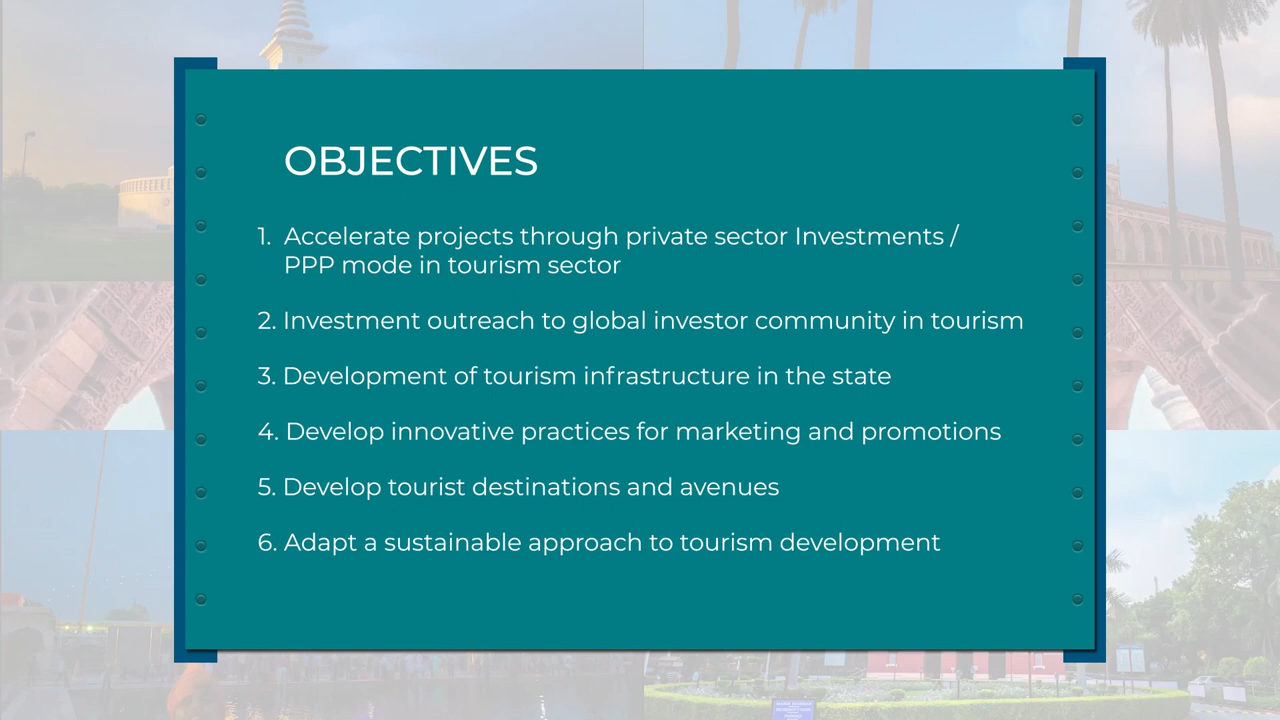 OBJECTIVES
1. Accelerate projects through private sector Investments /
PPP mode in tourism sector
2. Investment outreach to global investor community in tourism
3. Development of tourism infrastructure in the state
4. Develop innovative practices for marketing and promotions
5. Develop tourist destinations and avenues
6. Adapt a sustainable approach to tourism development